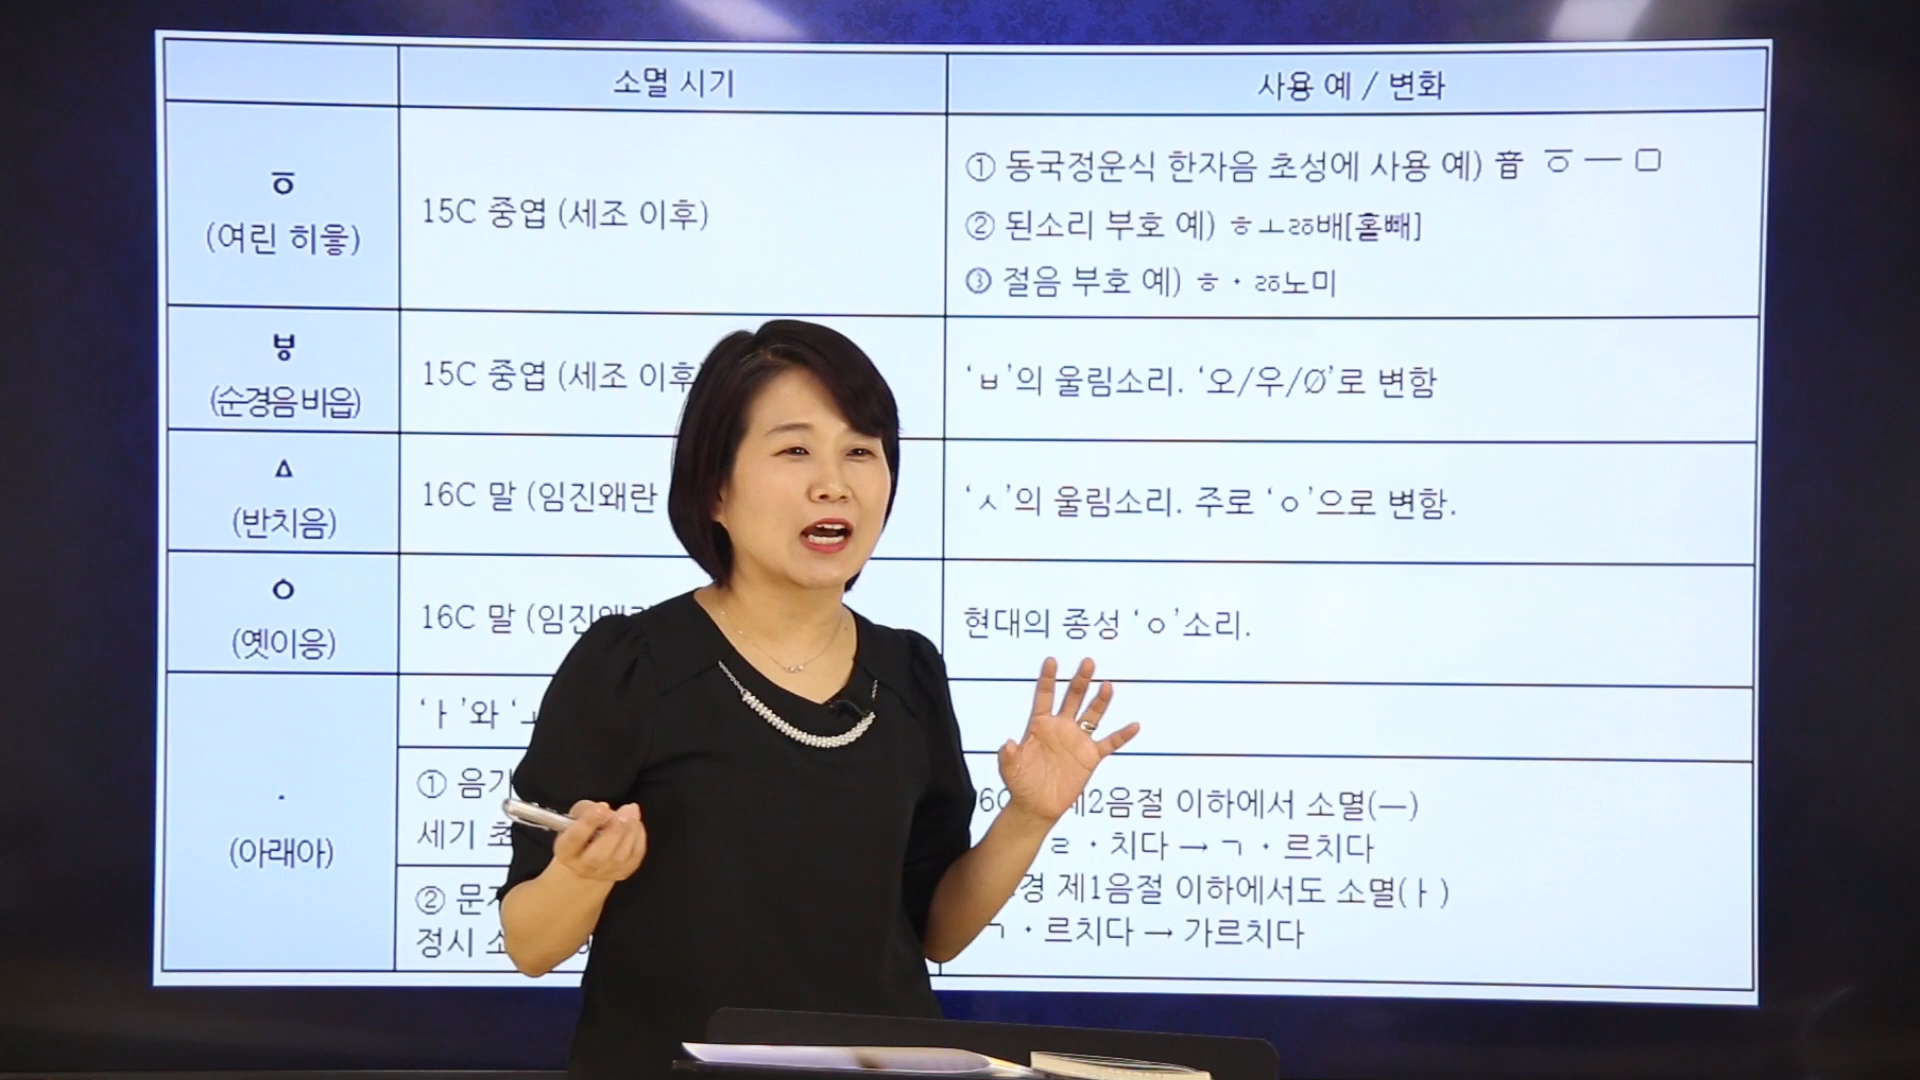 소멸 시기
사용 예 / 변화
ㆆ
(여린 히읗)
15C 중엽 (세조 이후)
① 동국정운식 한자음 초성에 사용 예) 音 ㆆㅡㅁ
② 된소리 부호 예) ㅎㅗㄹㆆ배[홀빼]
③ 절음 부호 예) ㅎㆍㄹㆆ노미
ㅸ
(순경음 비읍)
15C 중엽 (세조 이후
‘ㅂ’의 울림소리. ‘오/우/Ø’로 변함
ㅿ
(반치음)
16C 말 (임진왜란
‘ㅅ’의 울림소리. 주로 ‘ㅇ’으로 변함.
ㆁ
(옛이응)
16C 말 (임진왜란
현대의 종성 ‘ㅇ’소리.
ㆍ
(아래아)
‘ㅏ’와 ‘ㅗ
① 음가
세기 초
제2음절 이하에서 소멸(ㅡ)
ㄹㆍ치다 → ㄱㆍ르치다
② 문자
정시 소
경 제1음절 이하에서도 소멸(ㅏ)
ㄱㆍ르치다 → 가르치다